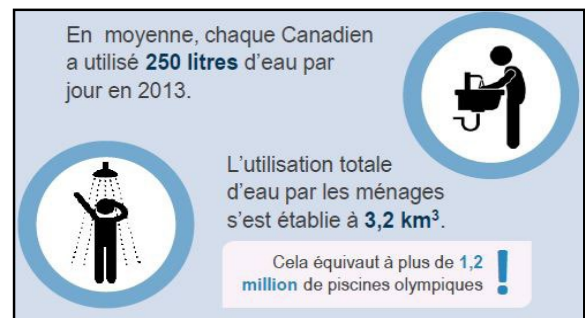 En moyenne, chaque Canadien
a utilisé 250 litres d'eau par
jour en 2013.
L'utilisation totale
d'eau par les ménages
s'est établie à 3,2 km³.
Cela équivaut à plus de 1,2
million de piscines olympiques !